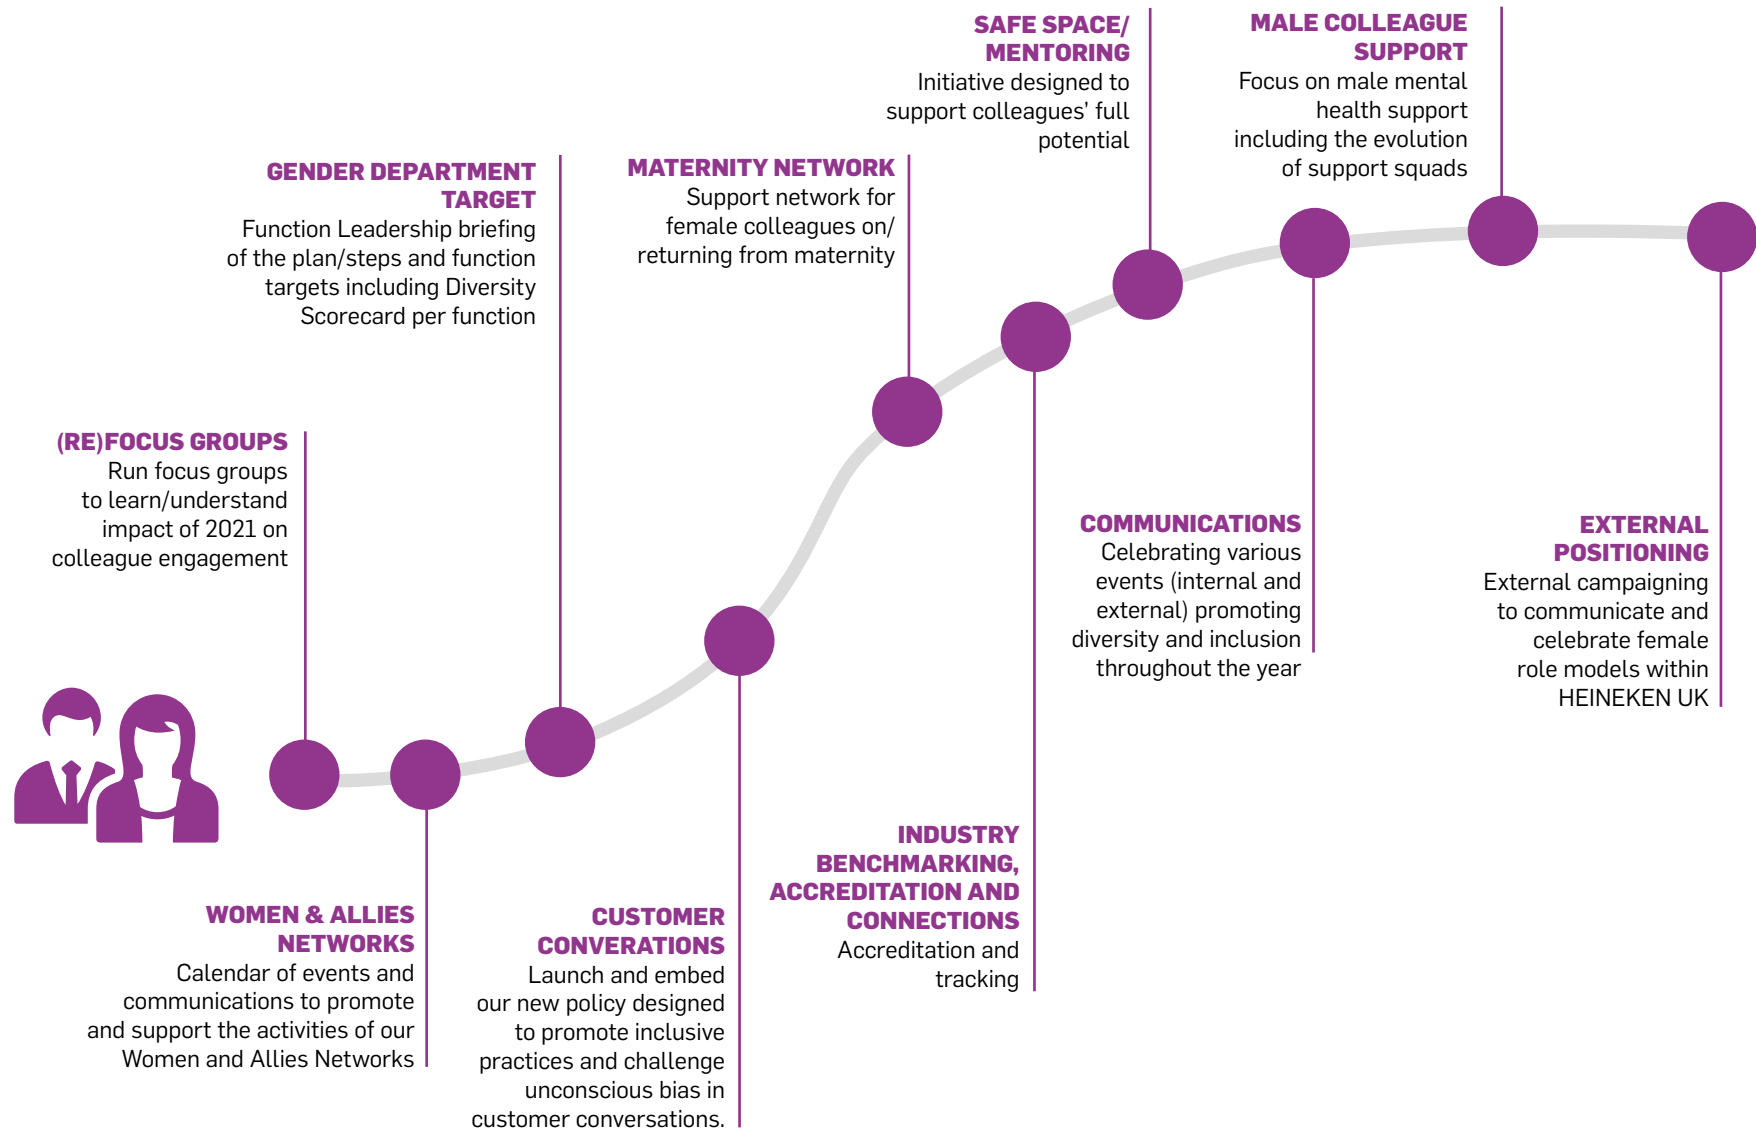 (RE)FOCUS GROUPS
Run focus groups
to learn/understand
impact of 2021 on
colleague engagement
WOMEN & ALLIES
NETWORKS
Calendar of events and
communications to promote
and support the activities of our
Women and Allies Networks
GENDER DEPARTMENT
TARGET
Function Leadership briefing
of the plan/steps and function
targets including Diversity
Scorecard per function
CUSTOMER
CONVERATIONS
Launch and embed
our new policy designed
to promote inclusive
practices and challenge
unconscious bias in
customer conversations.
MATERNITY NETWORK
Support network for
female colleagues on/
returning from maternity
INDUSTRY
BENCHMARKING,
ACCREDITATION AND
CONNECTIONS
Accreditation and
tracking
SAFE SPACE/
MENTORING
Initiative designed to
support colleagues' full
potential
COMMUNICATIONS
Celebrating various
events (internal and
external) promoting
diversity and inclusion
throughout the year
MALE COLLEAGUE
SUPPORT
Focus on male mental
health support
including the evolution
of support squads
EXTERNAL
POSITIONING
External campaigning
to communicate and
celebrate female
role models within
HEINEKEN UK